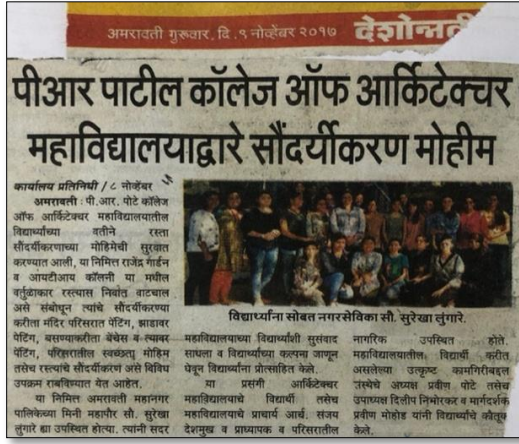 अमरावती गुरूवार, दि. ९ नोव्हेंबर २०१७ देशोन्नती
पीआर पाटील कॉलेज ऑफ आर्किटेक्चर
महाविद्यालयाद्वारे सौंदर्यीकरण मोहीम
कार्यालय प्रतिनिधी / ८ नोव्हेंबर
अमरावती : पी.आर. पोटे कॉलेज
ऑफ आर्किटेक्चर महाविद्यालयातील
विद्यार्थ्यांच्या वतीने रस्ता
सौंदर्यीकरणाच्या मोहिमेची सुरवात
करण्यात आली, या निमित्त राजेंद्र गार्डन
व आयटीआय कॉलनी या मधील
वर्तुळाकार रस्त्यास निवांत वाटचाल
असे संबोधून त्यांचे सौंदर्यीकरणा
करीता मंदिर परिसरात पेंटिंग, झाडावर
पेंटिंग, बसण्याकरीता बेंचेस व त्यावर
पेंटिंग, परिसरातील स्वच्छता मोहिम
तसेच रस्त्यांचे सौंदर्यीकरण असे विविध
उपक्रम राबविण्यात येत आहेत.
या निमित्त अमरावती महानगर
पालिकेच्या मिनी महापौर सौ. सुरेखा
लुंगारे ह्या उपस्थित होत्या. त्यांनी सदर
विद्यार्थ्यांना सोबत नगरसेविका सौ. सुरेखा लुंगारे.
महाविद्यालयाच्या विद्यार्थ्यांशी सुसंवाद
साधला व विद्यार्थ्यांच्या कल्पना जाणून
घेवून विद्यार्थ्यांना प्रोत्साहित केले.
या प्रसंगी आर्किटेक्चर
महाविद्यालयाचे विद्यार्थी तसेच
महाविद्यालयाचे प्राचार्य आर्च. संजय
देशमुख व प्राध्यापक व परिसरातील
नागरिक उपस्थित होते.
महाविद्यालयातील विद्यार्थी करीत
असलेल्या उत्कृष्ट कामगिरीबद्दल
संस्थेचे अध्यक्ष प्रवीण पोटे तसेच
उपाध्यक्ष दिलीप निभोरकर व मार्गदर्शक
प्रवीण मोहोड यांनी विद्यार्थ्यांचे कौतूक
केले.